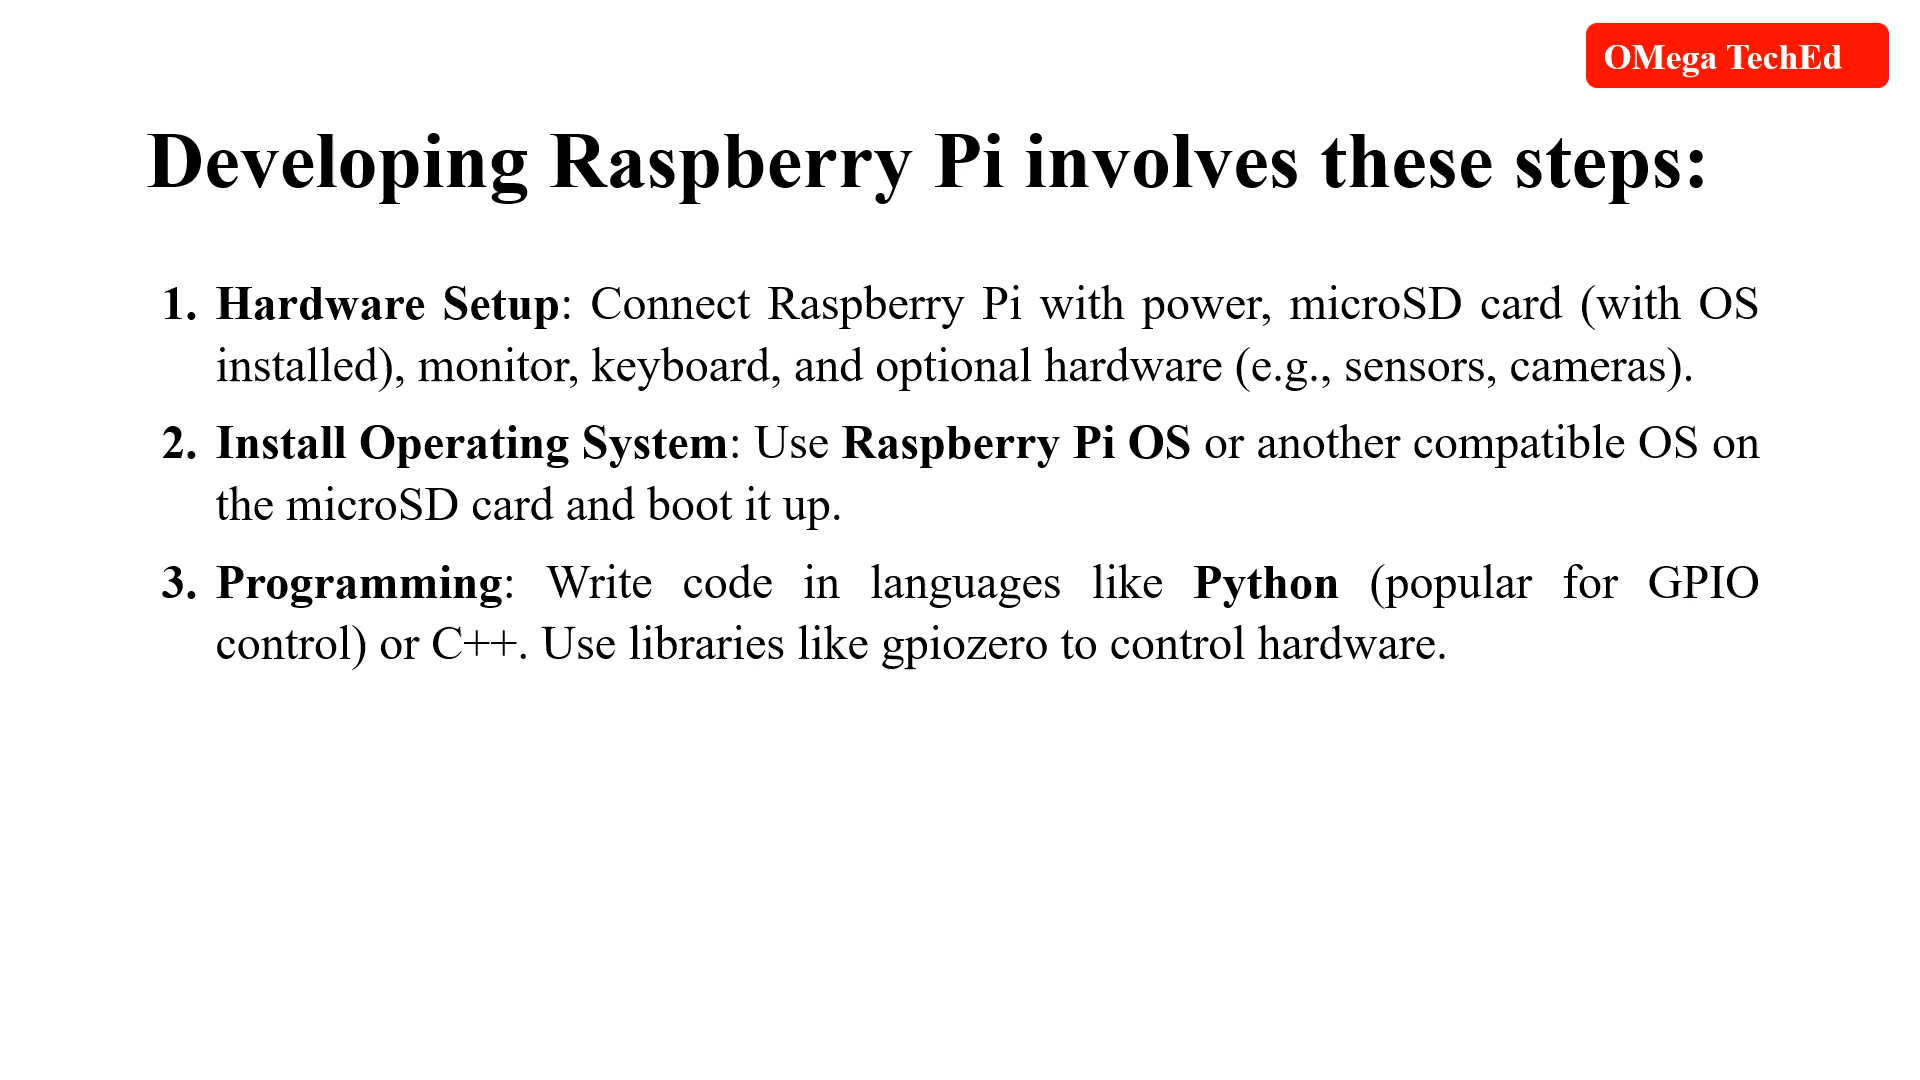 OMega TechEd
Developing Raspberry Pi involves these steps:
1. Hardware Setup: Connect Raspberry Pi with power, microSD card (with OS
installed), monitor, keyboard, and optional hardware (e.g., sensors, cameras).
2. Install Operating System: Use Raspberry Pi OS or another compatible OS on
the microSD card and boot it up.
3. Programming: Write code in languages like Python (popular for GPIO
control) or C++. Use libraries like gpiozero to control hardware.